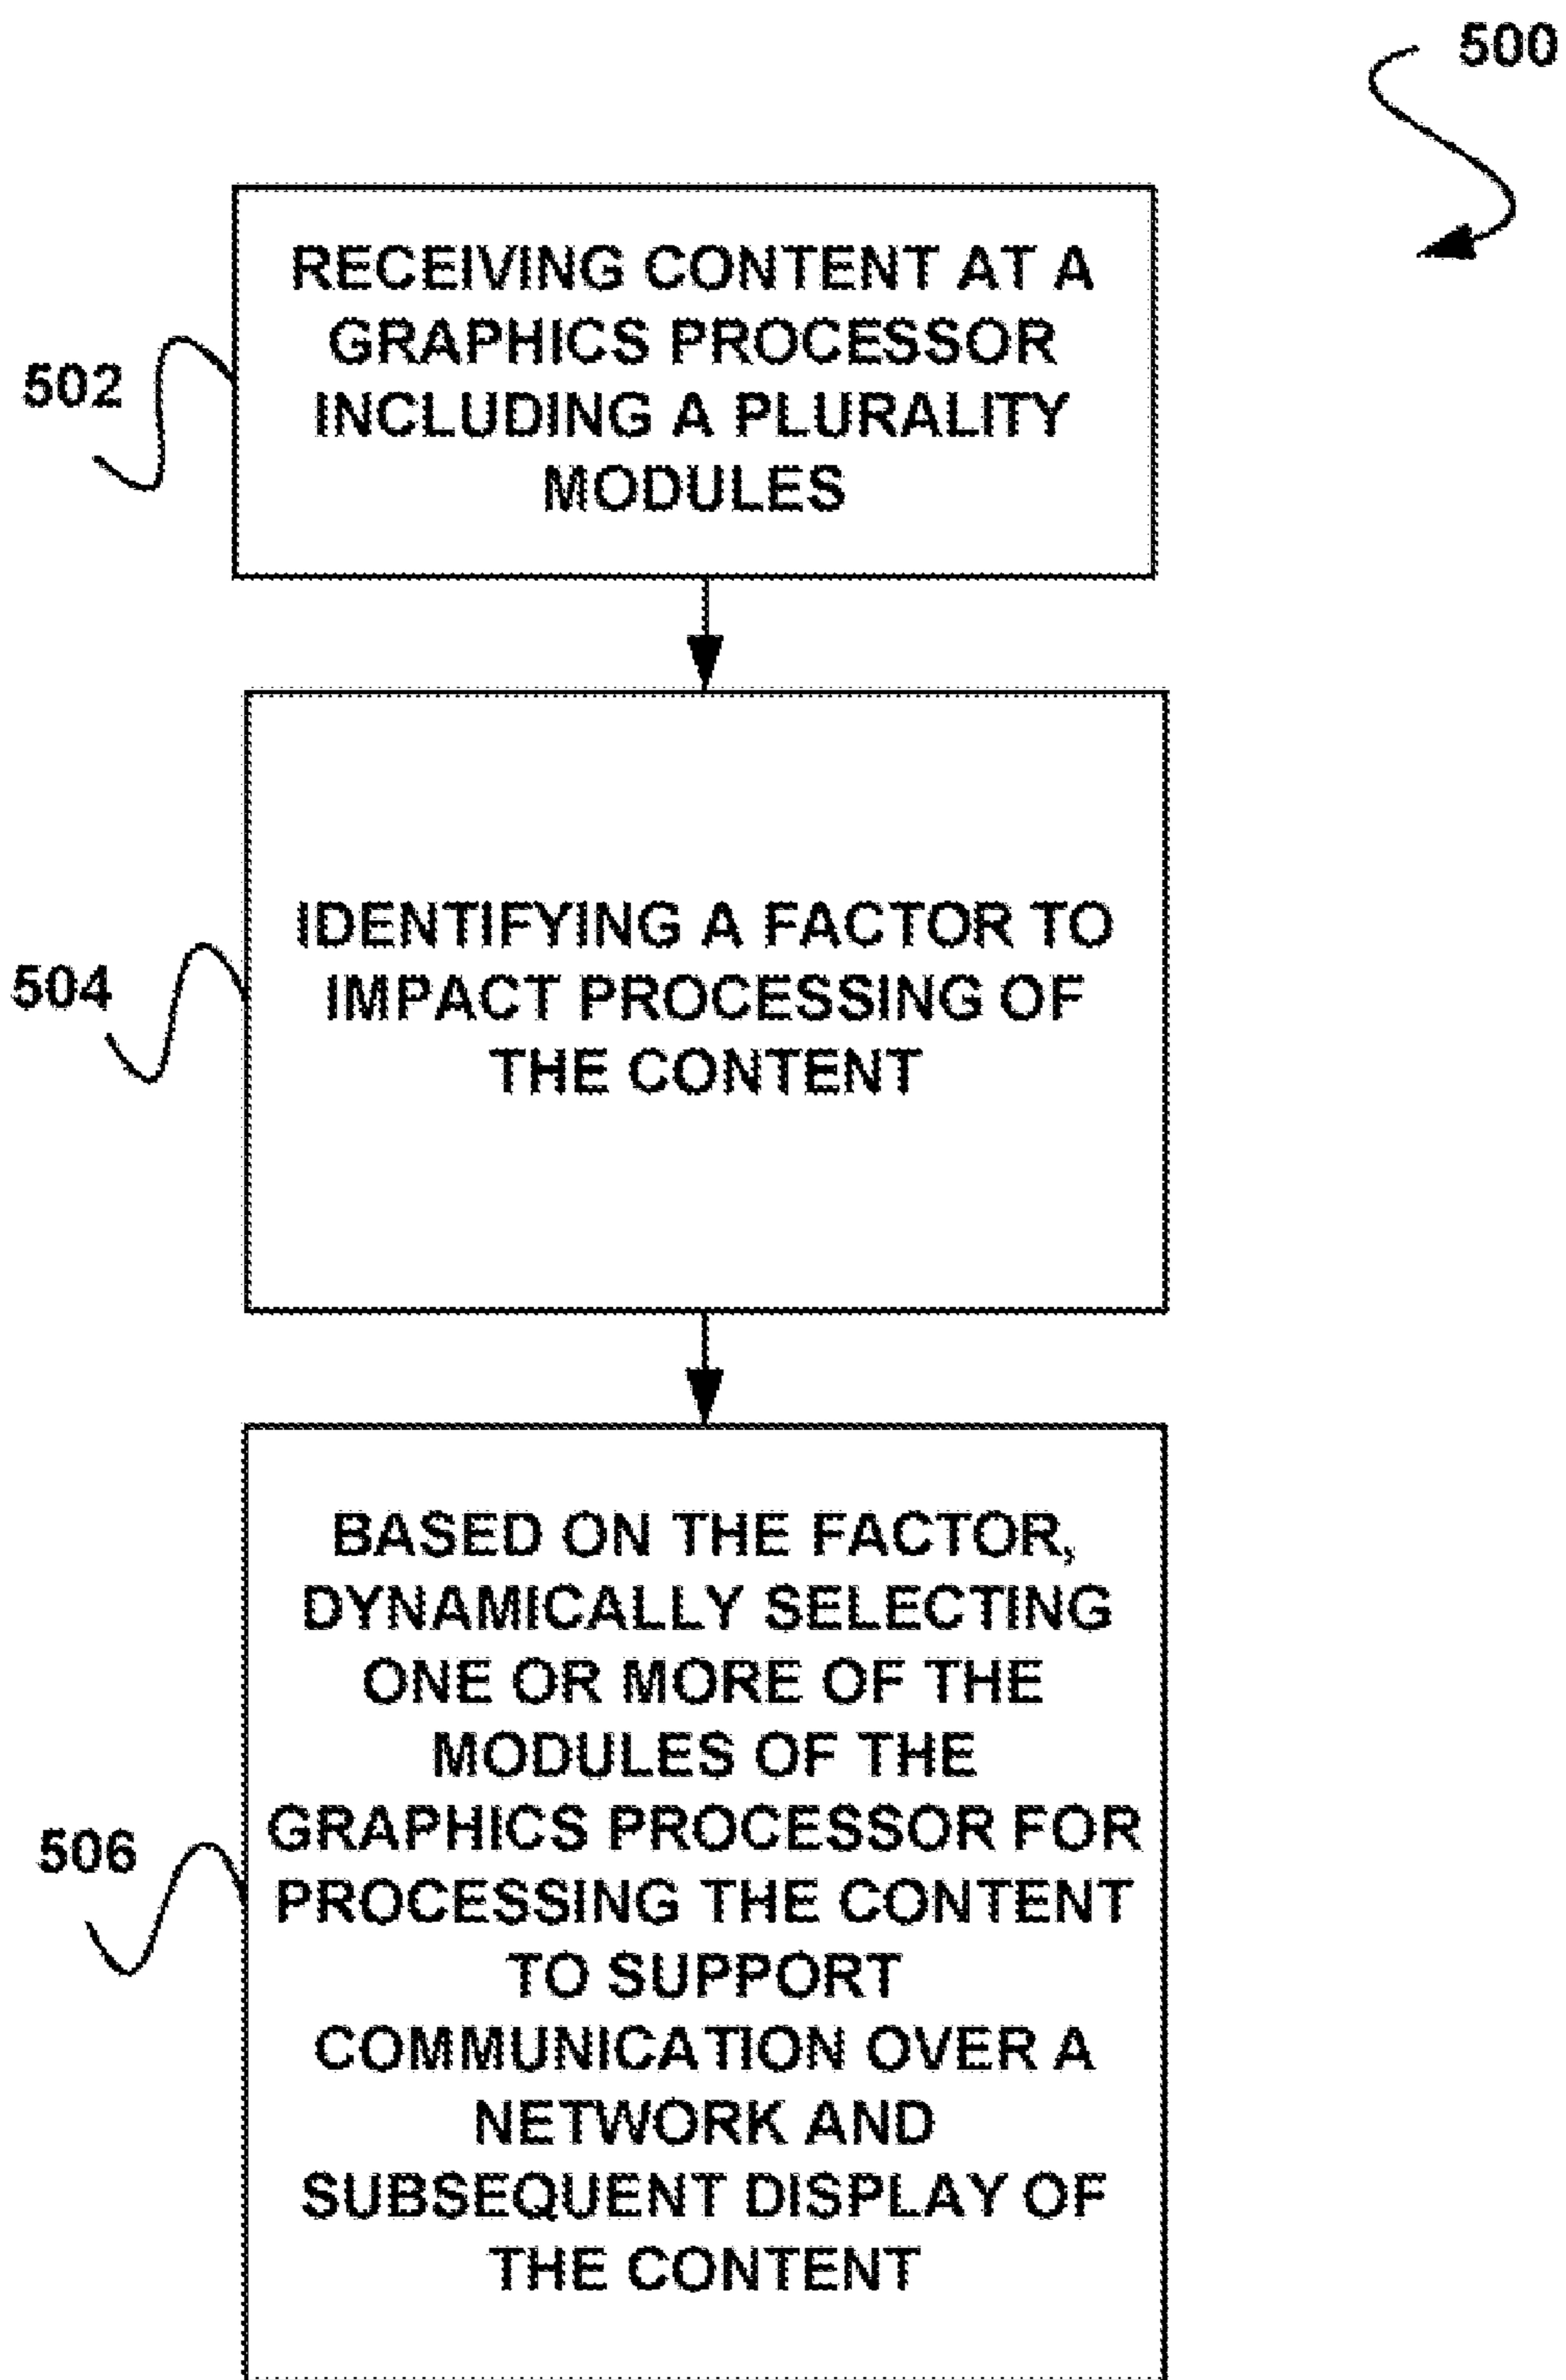 500
502
RECEIVING CONTENT AT A
GRAPHICS PROCESSOR
INCLUDING A PLURALITY
MODULES
504
IDENTIFYING A FACTOR TO
IMPACT PROCESSING OF
THE CONTENT
506
BASED ON THE FACTOR,
DYNAMICALLY SELECTING
ONE OR MORE OF THE
MODULES OF THE
GRAPHICS PROCESSOR FOR
PROCESSING THE CONTENT
TO SUPPORT
COMMUNICATION OVER A
NETWORK AND
SUBSEQUENT DISPLAY OF
THE CONTENT